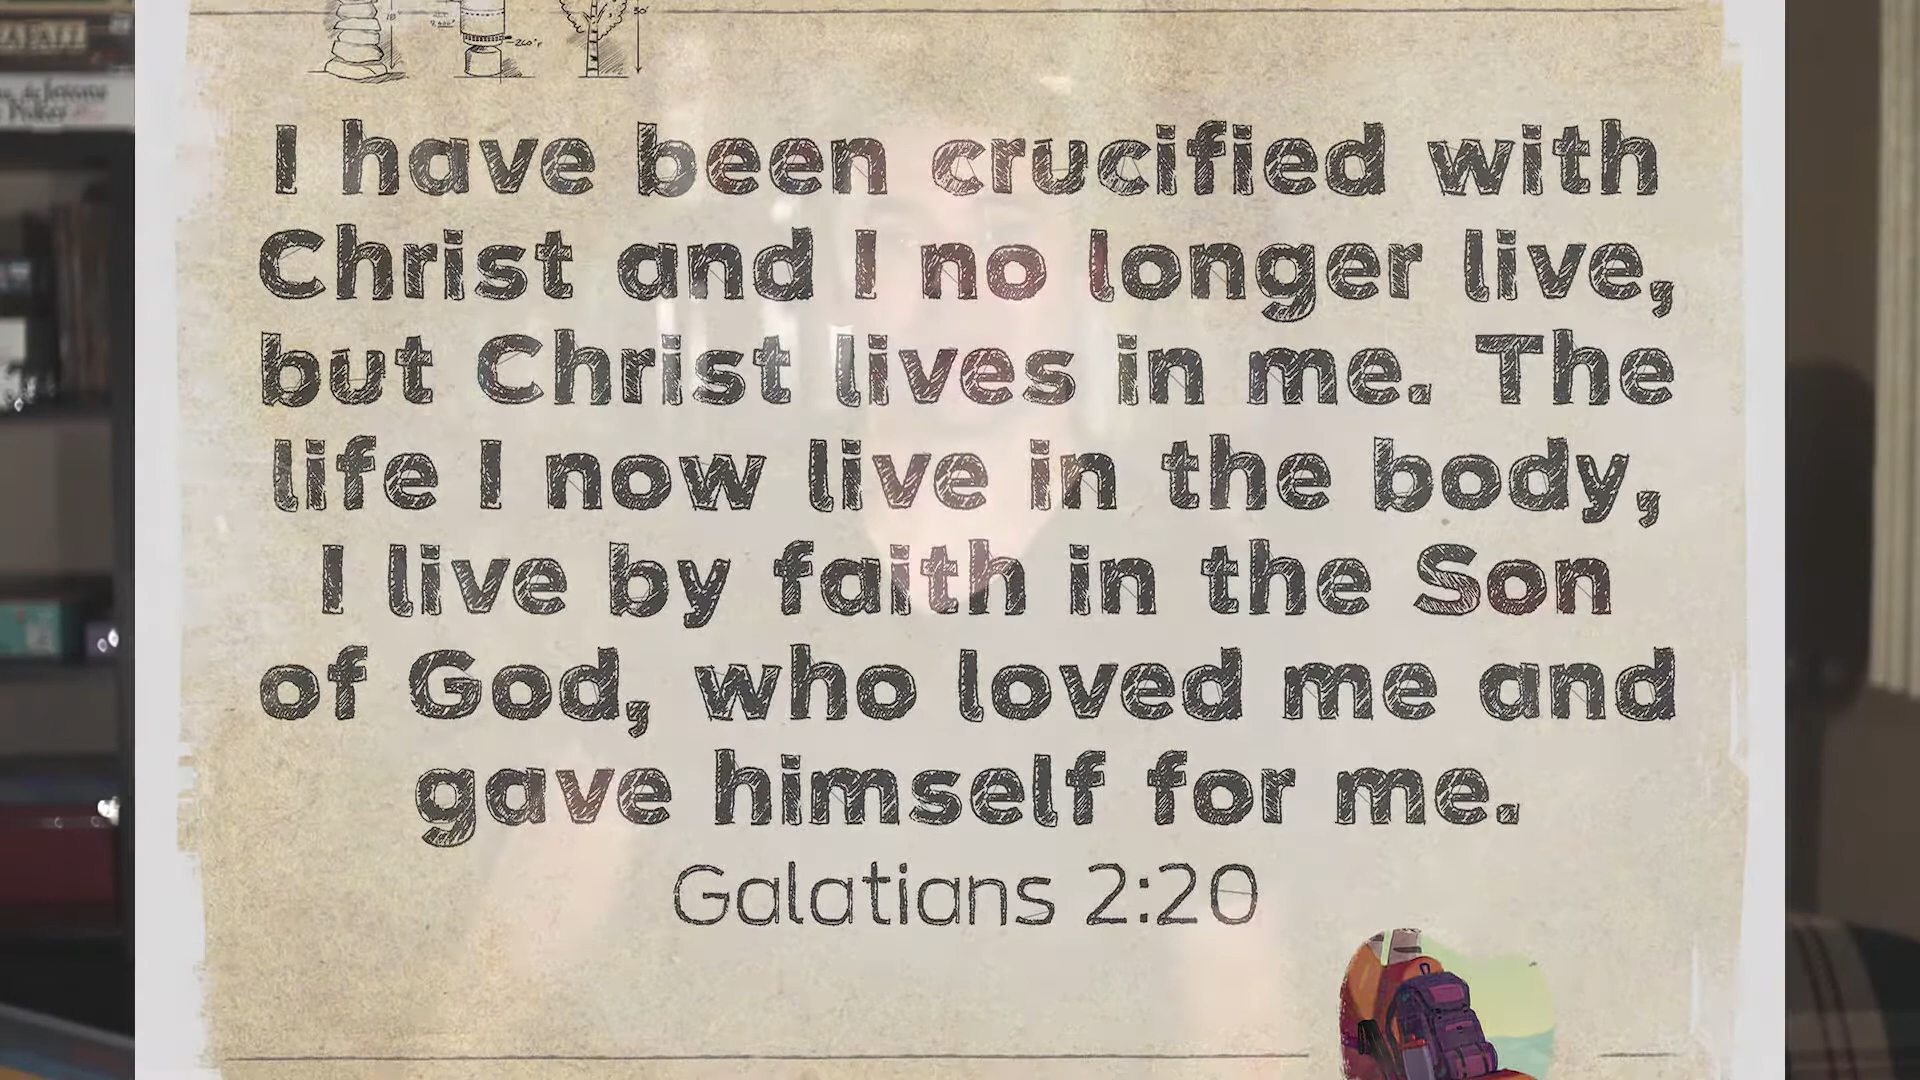 I have been crucified with
Christ and I no longer live,
but Christ lives in me. The
life I now live in the body,
I live by faith in the Son
of God, who loved me and
gave himself for me.
Galatians 2:20